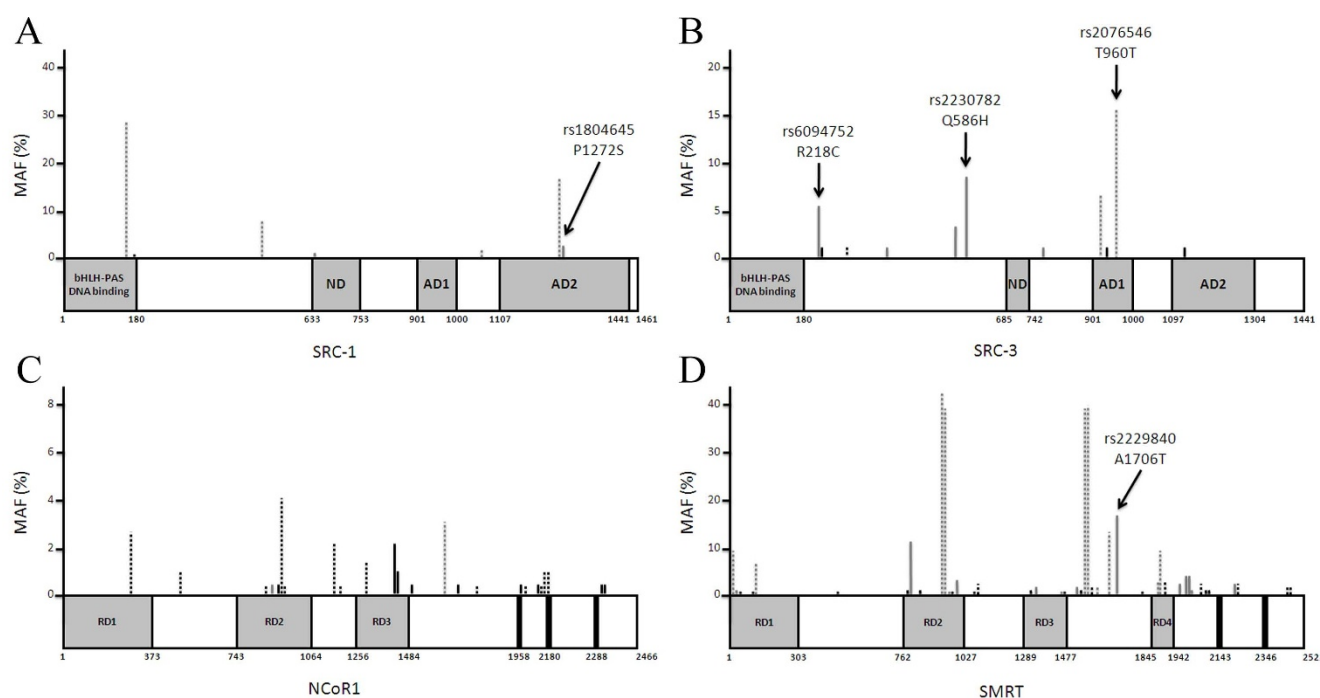 A
MAF (%)
40
30
20
10
0
rs1804645
P1272S
bHLH-PAS
DNA binding
ND
AD1
AD2
1 180 633 753 901 1000 1107 1441 1461
SRC-1
B
MAF (%)
20
15
10
5
0
rs6094752
R218C
rs2230782
Q586H
rs2076546
T960T
bHLH-PAS
DNA binding
ND
AD1
AD2
1 180 685 742 901 1000 1097 1304 1441
SRC-3
C
MAF (%)
8
6
4
2
0
RD1
RD2
RD3
1 373 743 1064 1256 1484 1958 2180 2288 2466
NCoR1
D
MAF (%)
40
30
20
10
0
rs2229840
A1706T
RD1
RD2
RD3
RD4
1 303 762 1027 1289 1477 1845 1942 2143 2346 252
SMRT